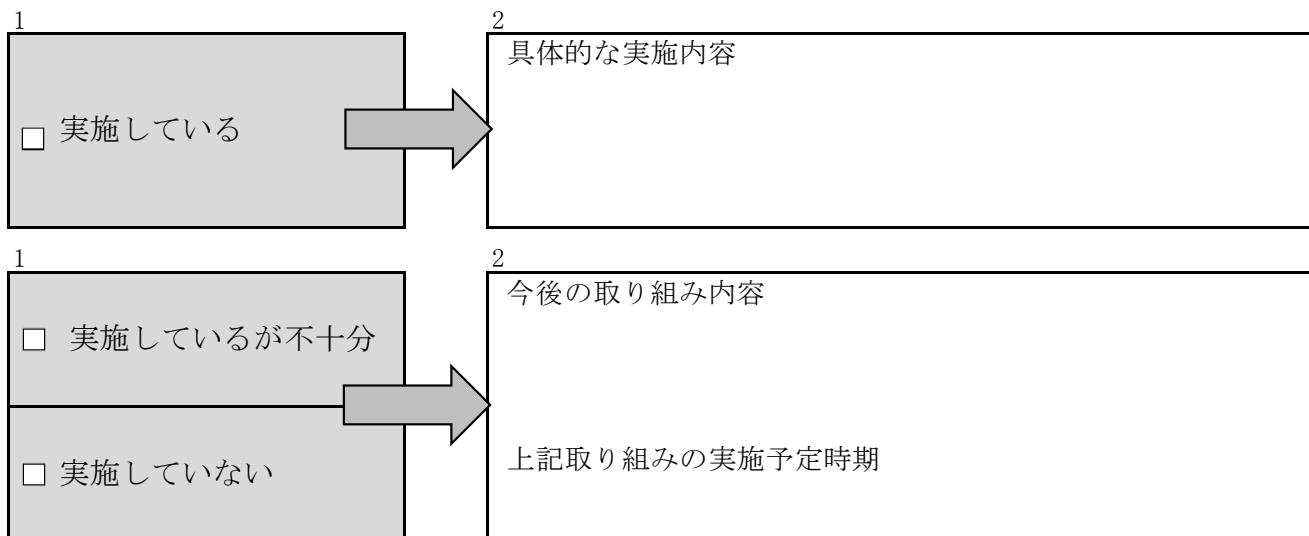 1
2
□ 実施している
具体的な実施内容
1
2
□ 実施しているが不十分
□ 実施していない
今後の取り組み内容
上記取り組みの実施予定時期